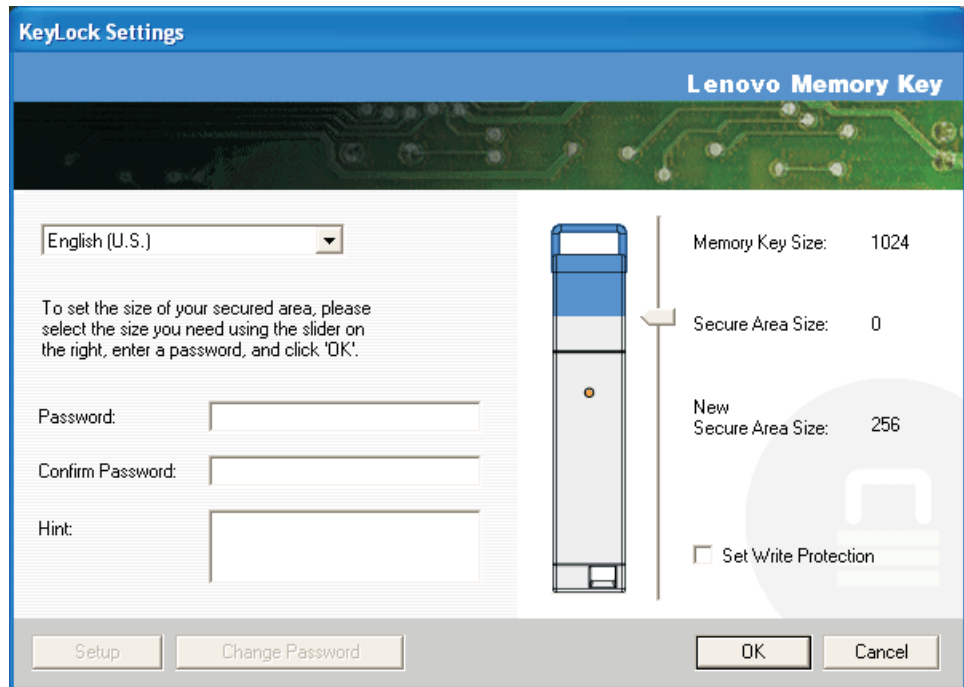 KeyLock Settings
Lenovo Memory Key
English (U.S.)
To set the size of your secured area, please
select the size you need using the slider on
the right, enter a password, and click 'OK'.
Password:
Confirm Password:
Hint:
Memory Key Size: 1024
Secure Area Size: 0
New
Secure Area Size: 256
Set Write Protection
Setup
Change Password
OK
Cancel